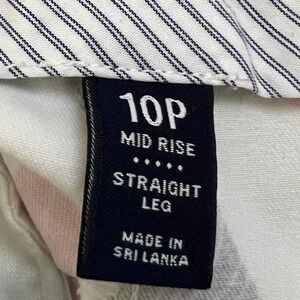 10P
MID RISE
STRAIGHT
LEG
MADE IN
SRI LANKA